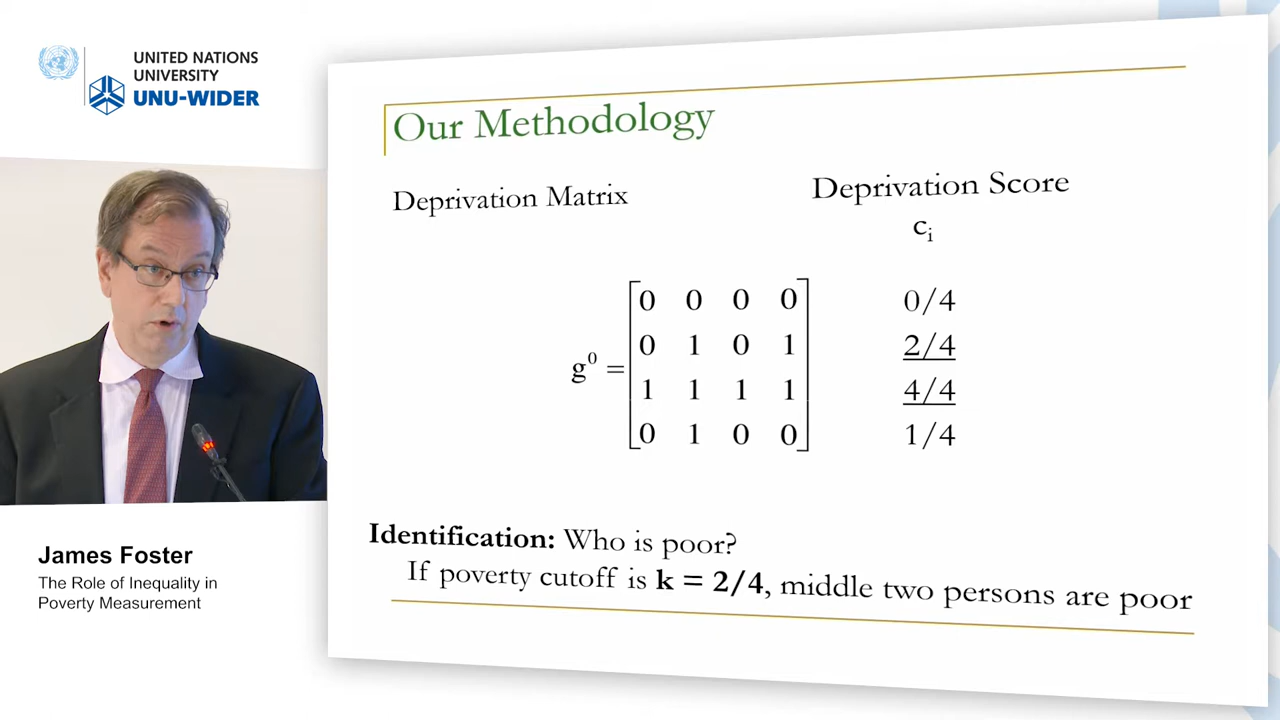 UNITED NATIONS
UNIVERSITY
UNU-WIDER
Our Methodology
Deprivation Matrix
Deprivation Score
cᵢ
g⁰ =
0 0 0 0 0/4
0 1 0 1 2/4
1 1 1 1 4/4
0 1 0 0 1/4
Identification: Who is poor?
If poverty cutoff is k = 2/4, middle two persons are poor
James Foster
The Role of Inequality in
Poverty Measurement